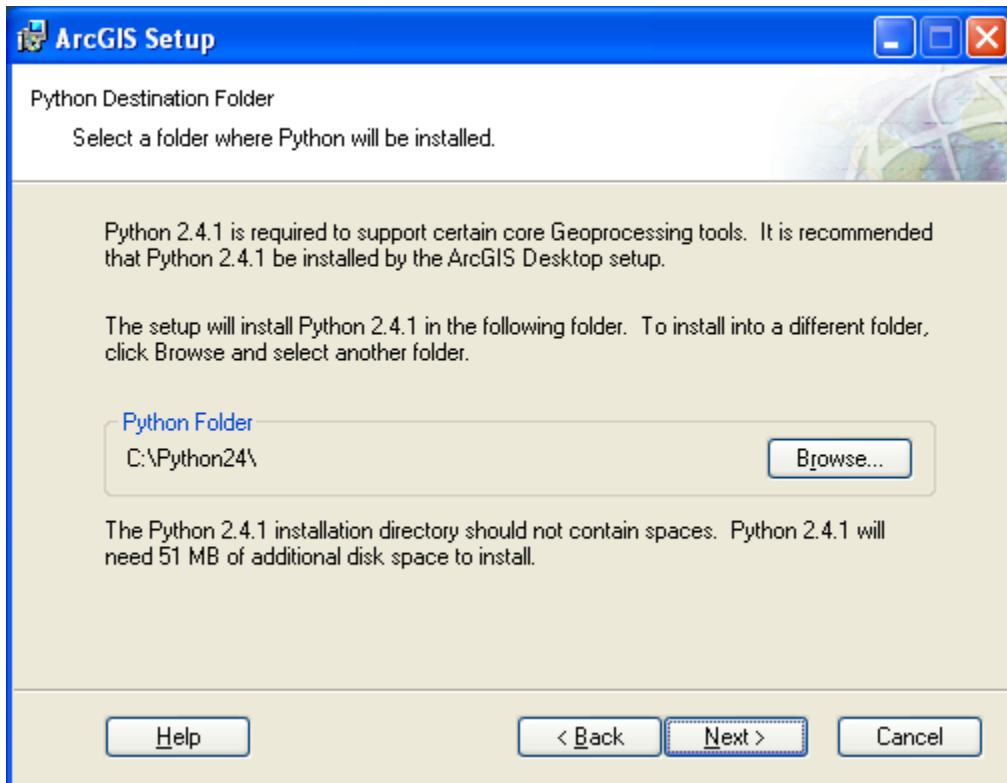 ArcGIS Setup
Python Destination Folder
Select a folder where Python will be installed.
Python 2.4.1 is required to support certain core Geoprocessing tools.  It is recommended
that Python 2.4.1 be installed by the ArcGIS Desktop setup.
The setup will install Python 2.4.1 in the following folder.  To install into a different folder,
click Browse and select another folder.
Python Folder
C:\Python24\
Browse...
The Python 2.4.1 installation directory should not contain spaces.  Python 2.4.1 will
need 51 MB of additional disk space to install.
Help
< Back
Next >
Cancel